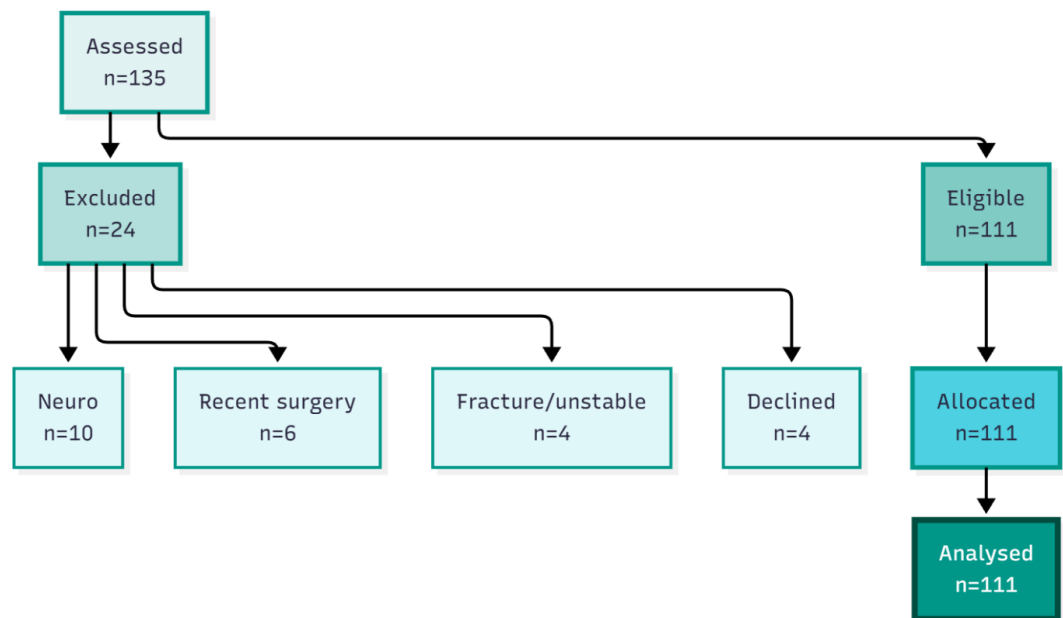 Assessed
n=135
Excluded
n=24
Eligible
n=111
Neuro
n=10
Recent surgery
n=6
Fracture/unstable
n=4
Declined
n=4
Allocated
n=111
Analysed
n=111